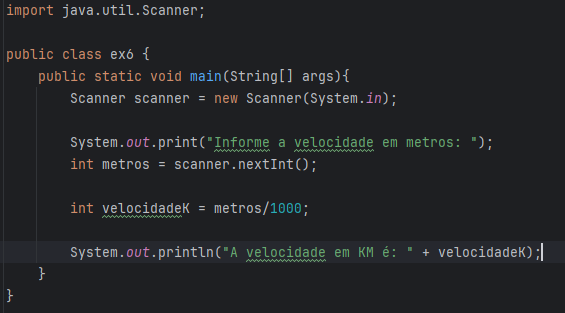 import java.util.Scanner;
public class ex6 {
public static void main(String[] args){
Scanner scanner = new Scanner(System.in);
System.out.print("Informe a velocidade em metros: ");
int metros = scanner.nextInt();
int velocidadeK = metros/1000;
System.out.println("A velocidade em KM é: " + velocidadeK);
}
}